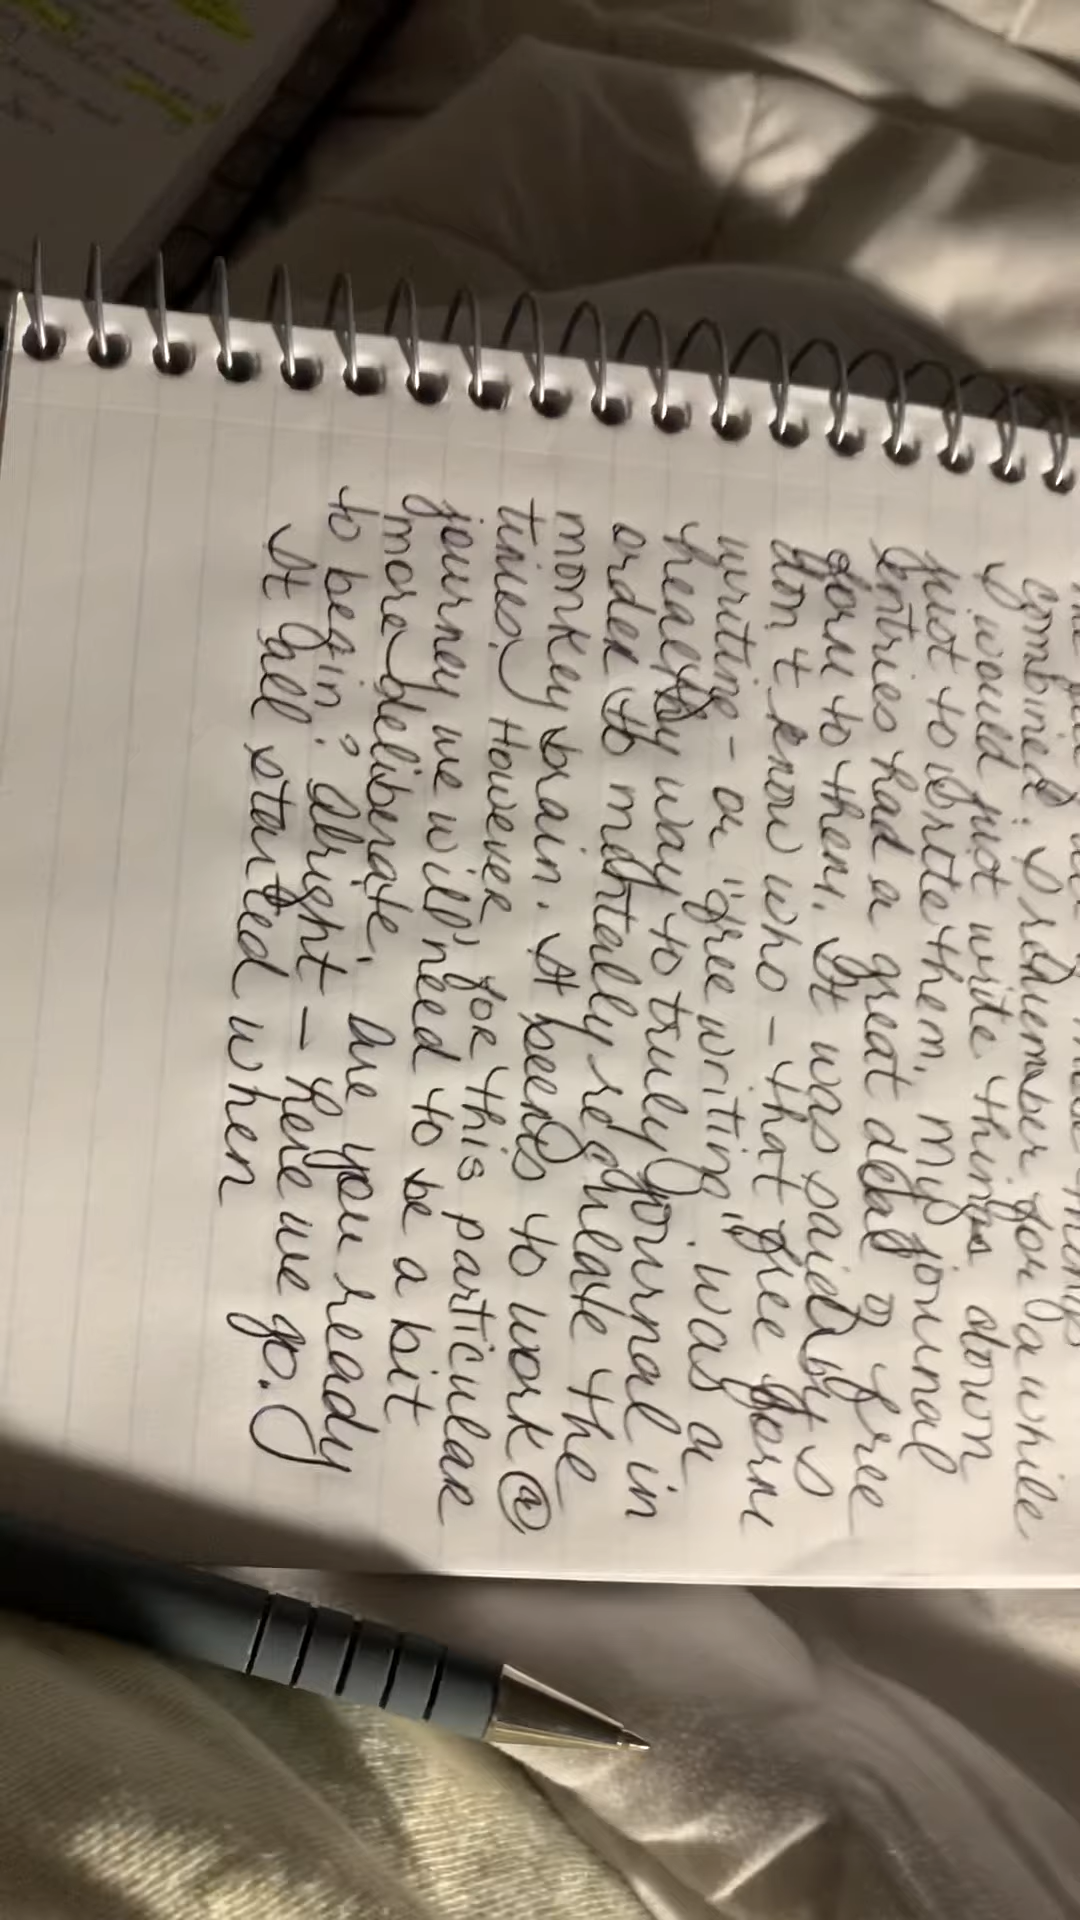 combined. I remember for a while
I would just write things down
just to write them. my journal
Entries had a great deal of free
form to them. It was said by I
don't know who - that free form
writing - or "free writing" was a
healthy way to truly journal in
order to mentally regulate the
monkey brain. It seems to work @
times. However for this particular
journey we will need to be a bit
more deliberate. Are you ready
to begin? Alright - here we go.
It all started when